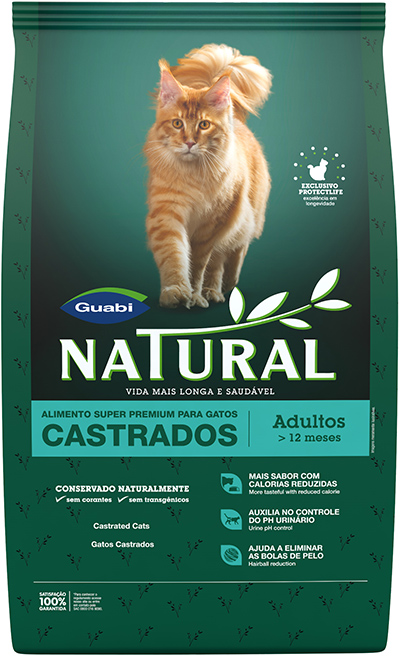 EXCLUSIVO
PROTECTLIFE
excelência em
longevidade
Guabi
NATURAL
VIDA MAIS LONGA E SAUDÁVEL
ALIMENTO SUPER PREMIUM PARA GATOS
CASTRADOS
Adultos
> 12 meses
CONSERVADO NATURALMENTE
sem corantes sem transgênicos
Castrated Cats
Gatos Castrados
MAIS SABOR COM
CALORIAS REDUZIDAS
More tasteful with reduced calorie
AUXILIA NO CONTROLE
DO PH URINÁRIO
Urine pH control
AJUDA A ELIMINAR
AS BOLAS DE PELO
Hairball reduction
SATISFAÇÃO
100%
GARANTIDA